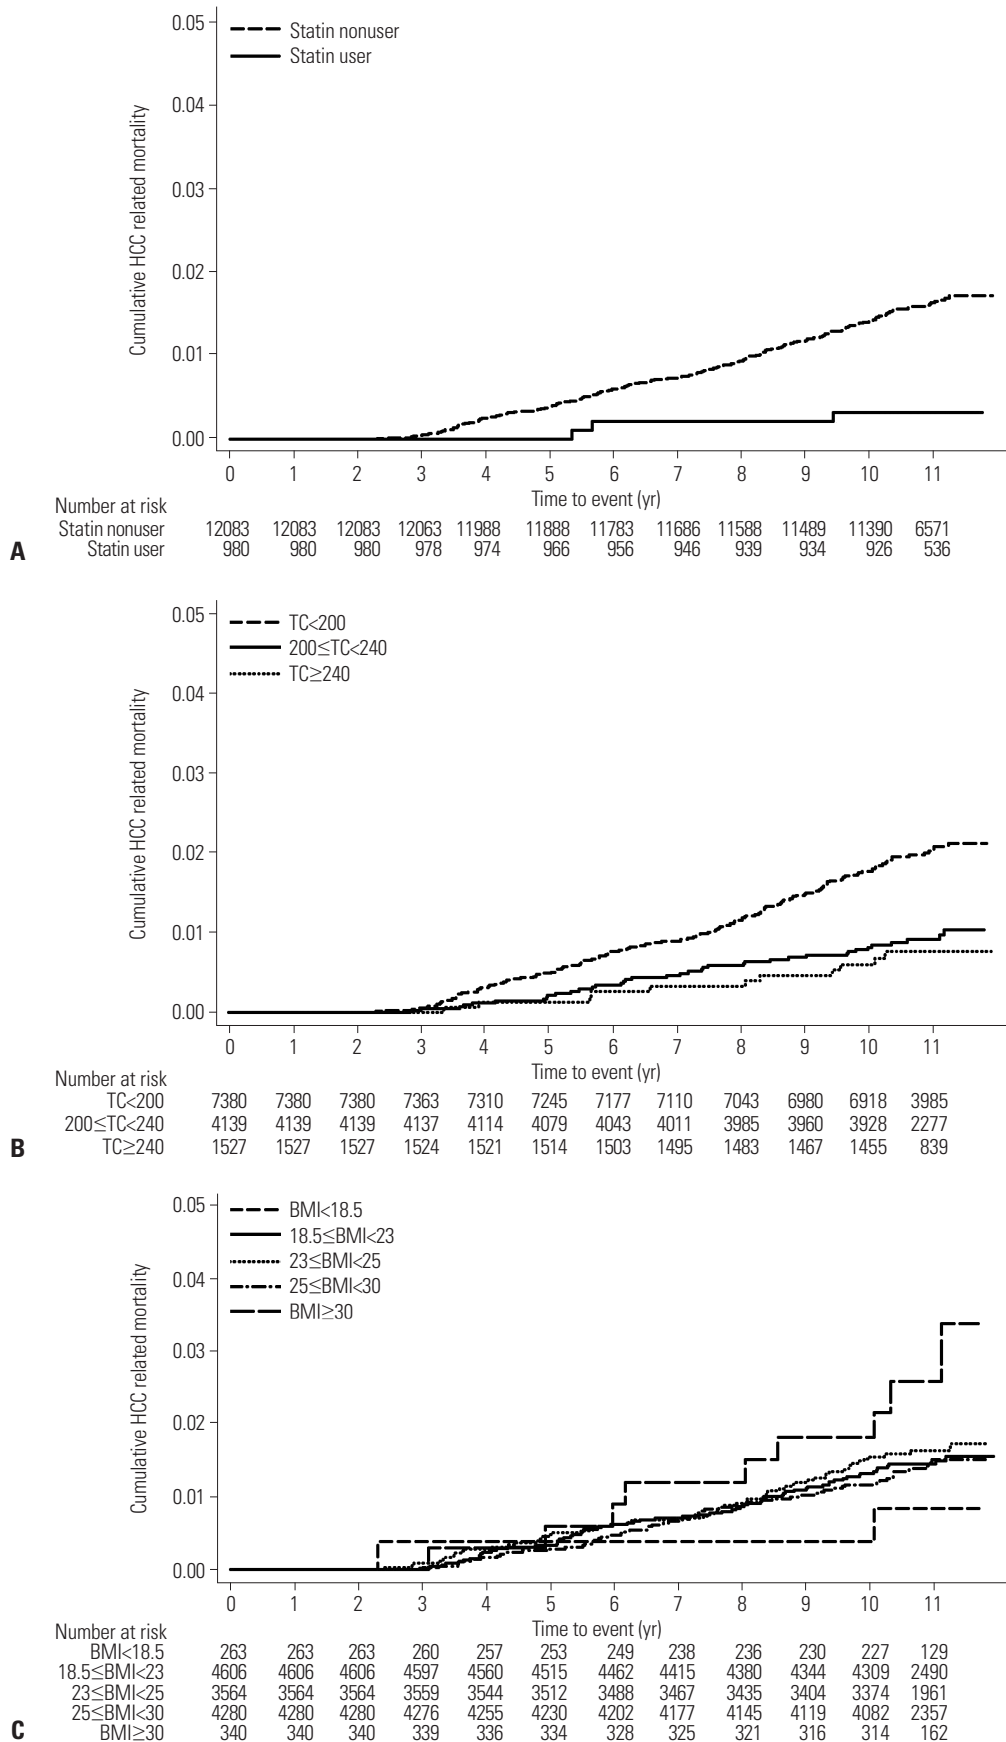 0.05
Statin nonuser
Statin user
0.04
0.03
0.02
0.01
0.00
Cumulative HCC related mortality
0 1 2 3 4 5 6 7 8 9 10 11
Time to event (yr)
Number at risk
Statin nonuser 12083 12083 12083 12063 11988 11888 11783 11686 11588 11489 11390 6571
Statin user 980 980 980 978 974 966 956 946 939 934 926 536
A
0.05
TC<200
200≤TC<240
TC≥240
0.04
0.03
0.02
0.01
0.00
Cumulative HCC related mortality
0 1 2 3 4 5 6 7 8 9 10 11
Time to event (yr)
Number at risk
TC<200 7380 7380 7380 7363 7310 7245 7177 7110 7043 6980 6918 3985
200≤TC<240 4139 4139 4139 4137 4114 4079 4043 4011 3985 3960 3928 2277
TC≥240 1527 1527 1527 1524 1521 1514 1503 1495 1483 1467 1455 839
B
0.05
BMI<18.5
18.5≤BMI<23
23≤BMI<25
25≤BMI<30
BMI≥30
0.04
0.03
0.02
0.01
0.00
Cumulative HCC related mortality
0 1 2 3 4 5 6 7 8 9 10 11
Time to event (yr)
Number at risk
BMI<18.5 263 263 263 260 257 253 249 238 236 230 227 129
18.5≤BMI<23 4606 4606 4606 4597 4560 4515 4462 4415 4380 4344 4309 2490
23≤BMI<25 3564 3564 3564 3559 3544 3512 3488 3467 3435 3404 3374 1961
25≤BMI<30 4280 4280 4280 4276 4255 4230 4202 4177 4145 4119 4082 2357
BMI≥30 340 340 340 339 336 334 328 325 321 316 314 162
C